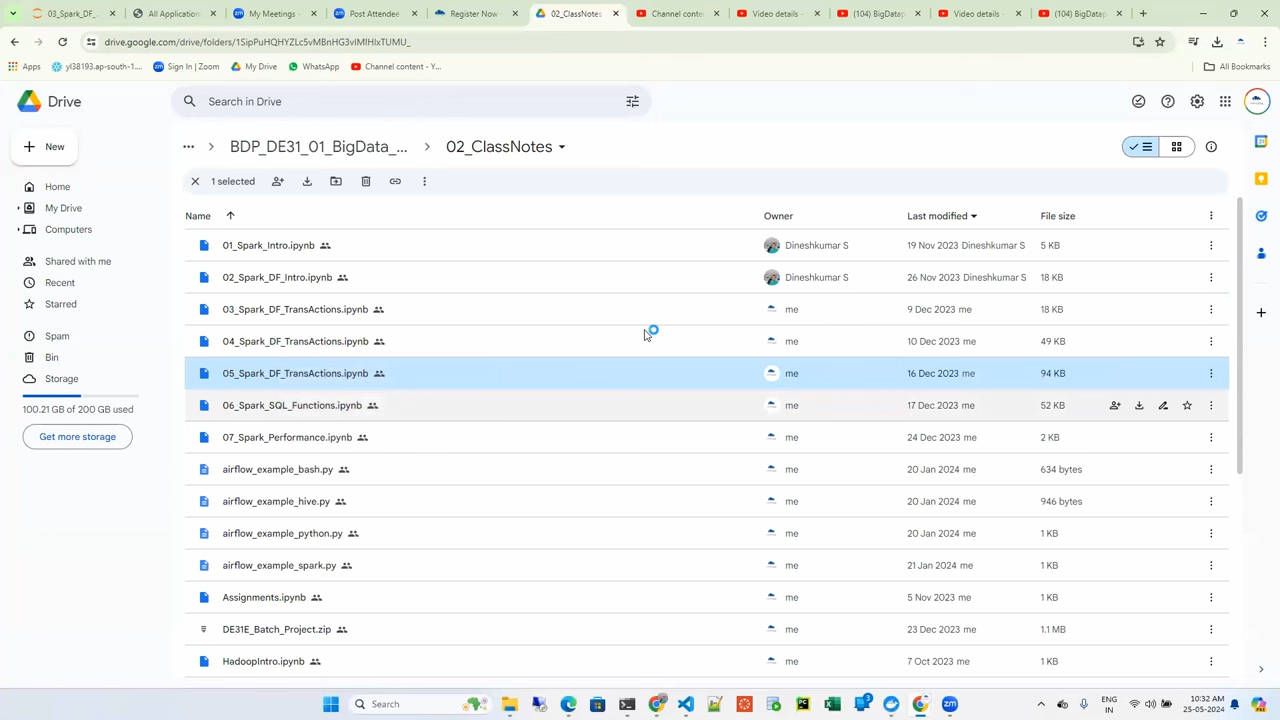 03_Spark_DF_
All Application
My Meetings -
Post Attendee
Register Now -
02_ClassNotes
Channel conte
Video details -
(104) BigDatap
Video details -
(104) BigDatap
drive.google.com/drive/folders/1SipPuHQHYZLc5vMBnHG3vlMIHIxTUMU_
Apps
yl38193.ap-south-1....
Sign In | Zoom
My Drive
WhatsApp
Channel content - Y...
All Bookmarks
Drive
Search in Drive
New
... > BDP_DE31_01_BigData_... > 02_ClassNotes
1 selected
Home
My Drive
Computers
Shared with me
Recent
Starred
Spam
Bin
Storage
100.21 GB of 200 GB used
Get more storage
Name Owner Last modified File size
01_Spark_Intro.ipynb Dineshkumar S 19 Nov 2023 Dineshkumar S 5 KB
02_Spark_DF_Intro.ipynb Dineshkumar S 26 Nov 2023 Dineshkumar S 18 KB
03_Spark_DF_TransActions.ipynb me 9 Dec 2023 me 18 KB
04_Spark_DF_TransActions.ipynb me 10 Dec 2023 me 49 KB
05_Spark_DF_TransActions.ipynb me 16 Dec 2023 me 94 KB
06_Spark_SQL_Functions.ipynb me 17 Dec 2023 me 52 KB
07_Spark_Performance.ipynb me 24 Dec 2023 me 2 KB
airflow_example_bash.py me 20 Jan 2024 me 634 bytes
airflow_example_hive.py me 20 Jan 2024 me 946 bytes
airflow_example_python.py me 20 Jan 2024 me 1 KB
airflow_example_spark.py me 21 Jan 2024 me 1 KB
Assignments.ipynb me 5 Nov 2023 me 1 KB
DE31E_Batch_Project.zip me 23 Dec 2023 me 1.1 MB
HadoopIntro.ipynb me 7 Oct 2023 me 1 KB
Search
ENG
IN
10:32 AM
25-05-2024